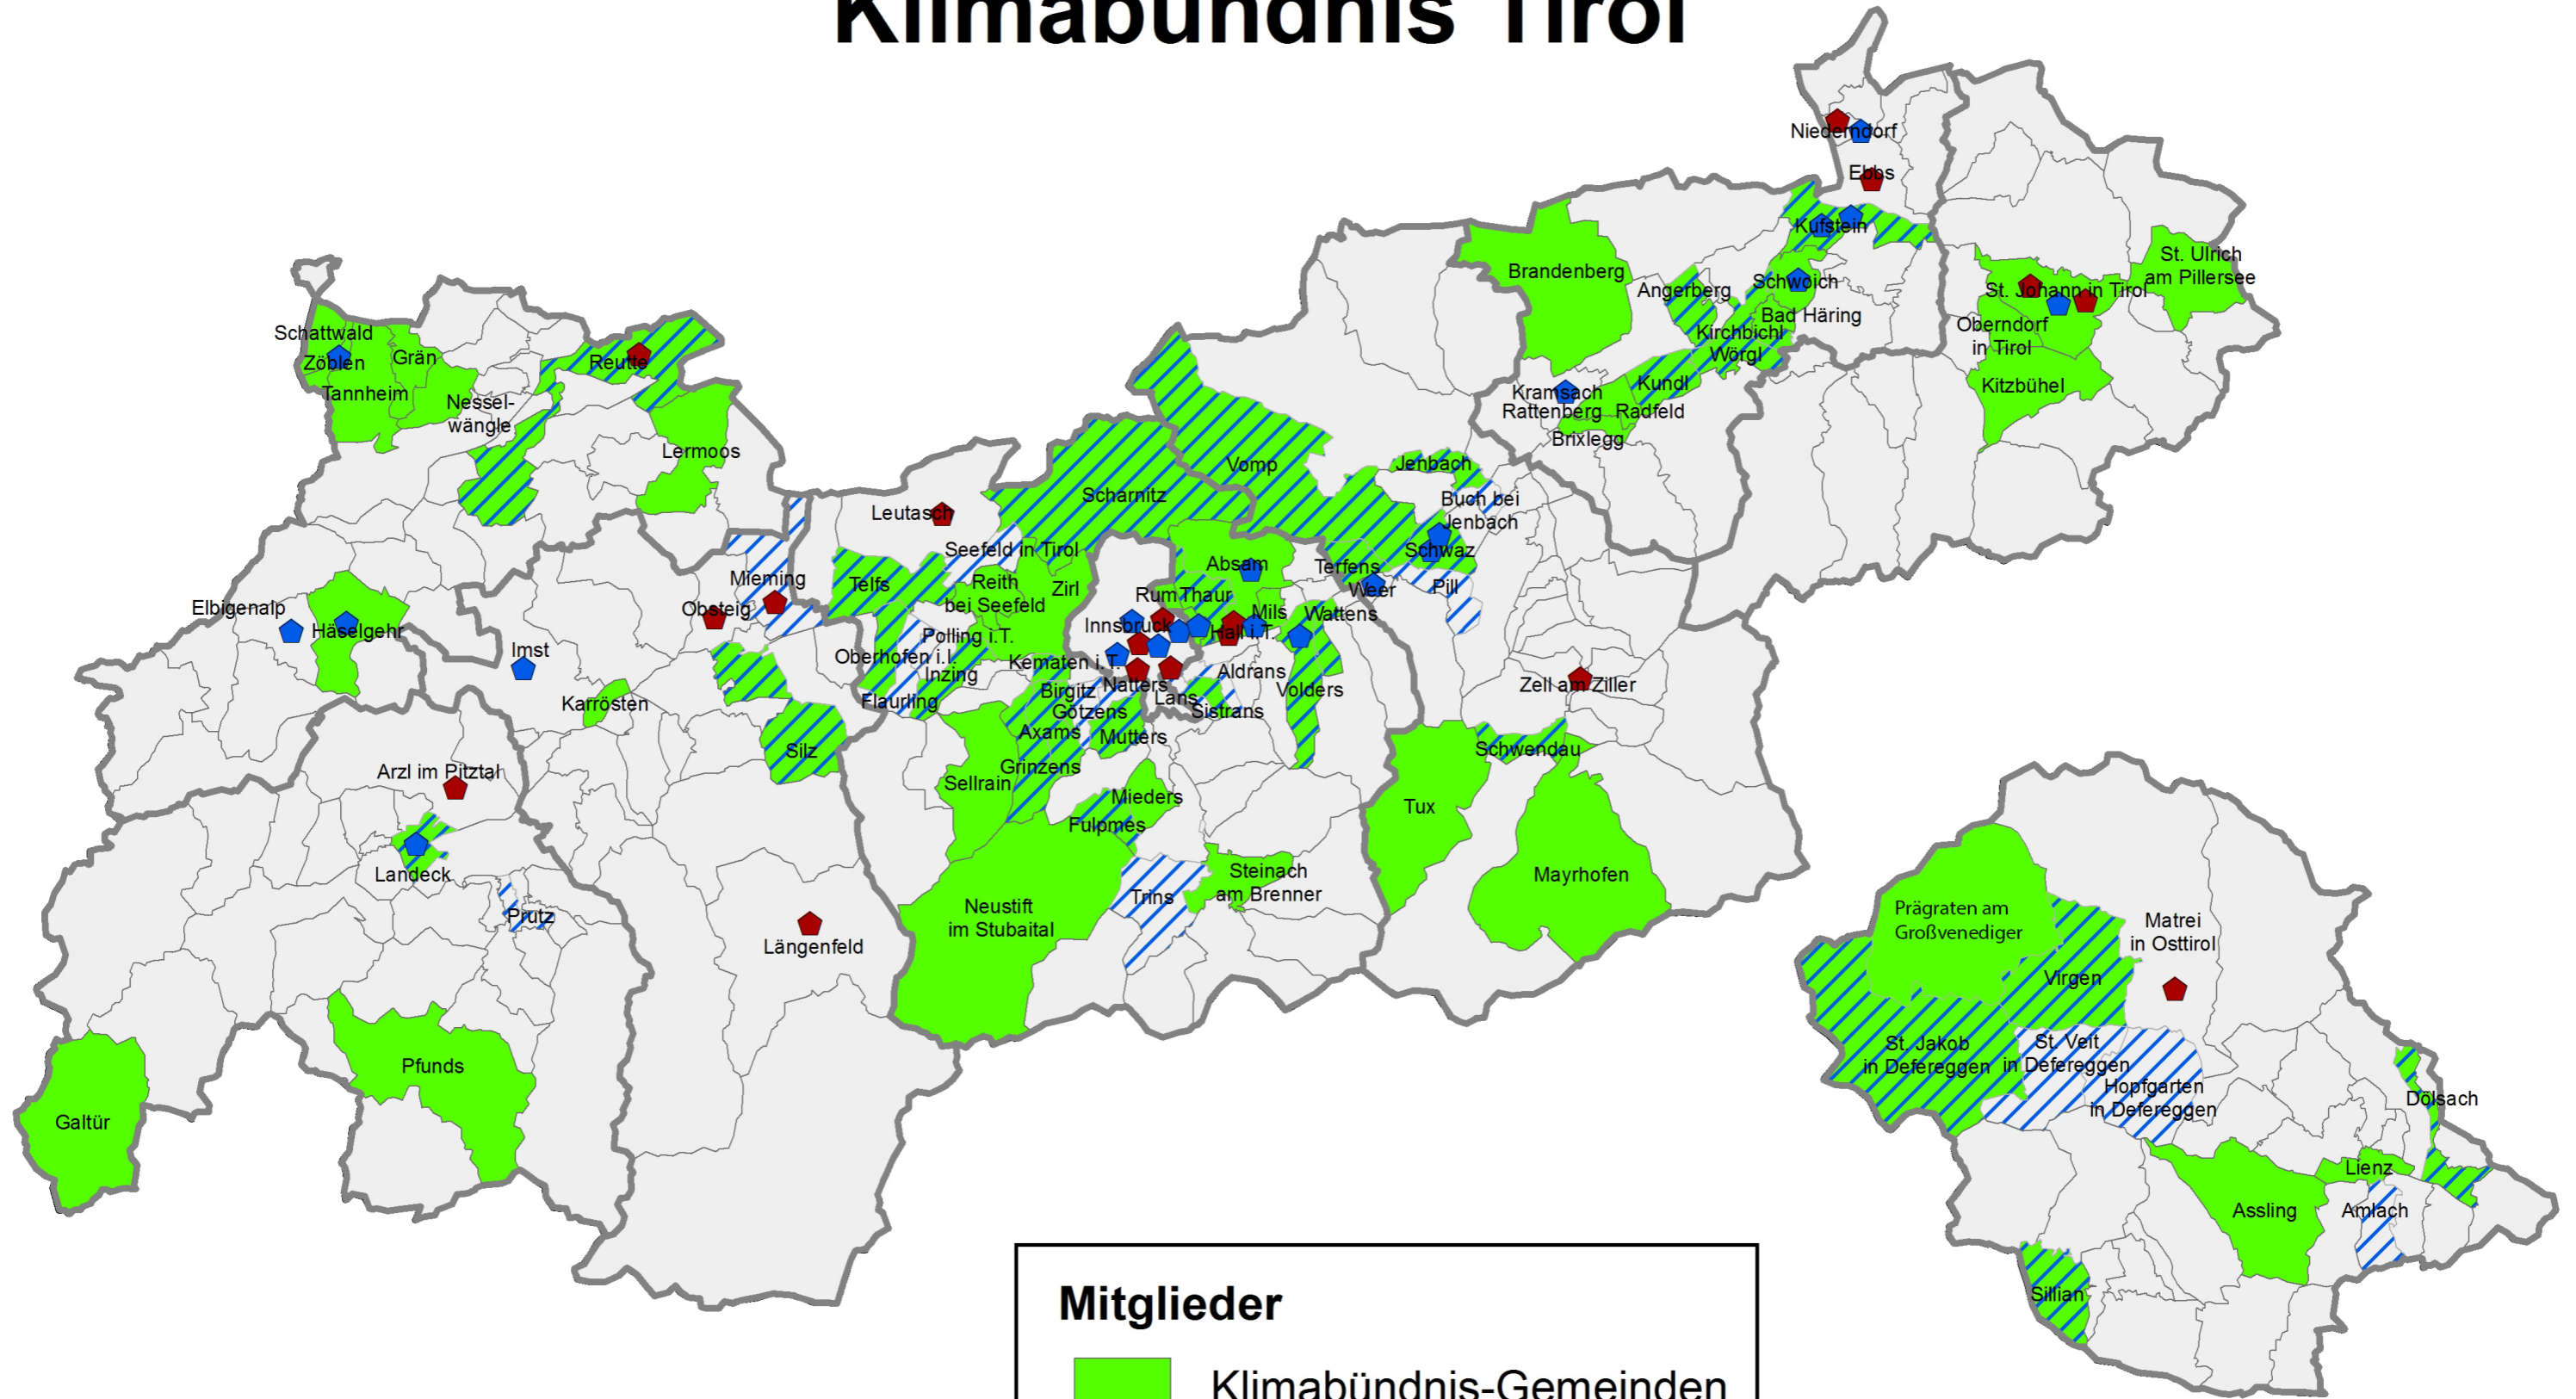 Klimabündnis Tirol
Niederndorf
Ebbs
Kufstein
St. Ulrich
am Pillersee
Brandenberg
Angerberg
Schwoich
St. Johann in Tirol
Bad Häring
Oberndorf
in Tirol
Kirchbichl
Wörgl
Schattwald
Zöblen
Grän
Reutte
Tannheim
Nessel-
wängle
Kundl
Kitzbühel
Kramsach
Rattenberg
Radfeld
Brixlegg
Lermoos
Vomp
Jenbach
Scharnitz
Buch bei
Jenbach
Leutasch
Seefeld in Tirol
Absam
Schwaz
Terfens
Mieming
Telfs
Reith
bei Seefeld
Zirl
Rum
Thaur
Weer
Pill
Elbigenalp
Häselgehr
Obsteig
Mils
Wattens
Innsbruck
Hall i.T.
Polling i.T.
Imst
Oberhofen i.I.
Inzing
Kematen i.T.
Aldrans
Zell am Ziller
Karrösten
Flaurling
Birgitz
Natters
Lans
Sistrans
Volders
Götzens
Axams
Mutters
Silz
Schwendau
Arzl im Pitztal
Sellrain
Grinzens
Mieders
Tux
Fulpmes
Landeck
Steinach
am Brenner
Mayrhofen
Trins
Prutz
Neustift
im Stubaital
Längenfeld
Prägraten am
Großvenediger
Matrei
in Osttirol
Virgen
St. Jakob
in Defereggen
St. Veit
in Defereggen
Hopfgarten
in Defereggen
Pfunds
Galtür
Dölsach
Lienz
Assling
Amlach
Sillian
Mitglieder
Klimabündnis-Gemeinden